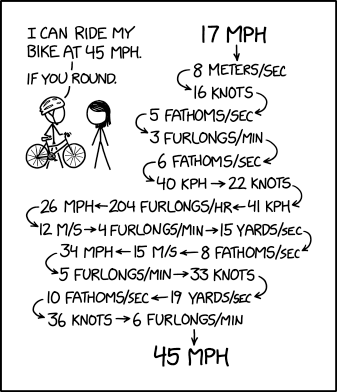 I CAN RIDE MY
BIKE AT 45 MPH.
IF YOU ROUND.
17 MPH
8 METERS/SEC
16 KNOTS
5 FATHOMS/SEC
3 FURLONGS/MIN
6 FATHOMS/SEC
40 KPH → 22 KNOTS
26 MPH ← 204 FURLONGS/HR ← 41 KPH
12 M/S → 4 FURLONGS/MIN → 15 YARDS/SEC
34 MPH ← 15 M/S ← 8 FATHOMS/SEC
5 FURLONGS/MIN → 33 KNOTS
10 FATHOMS/SEC ← 19 YARDS/SEC
36 KNOTS → 6 FURLONGS/MIN
45 MPH